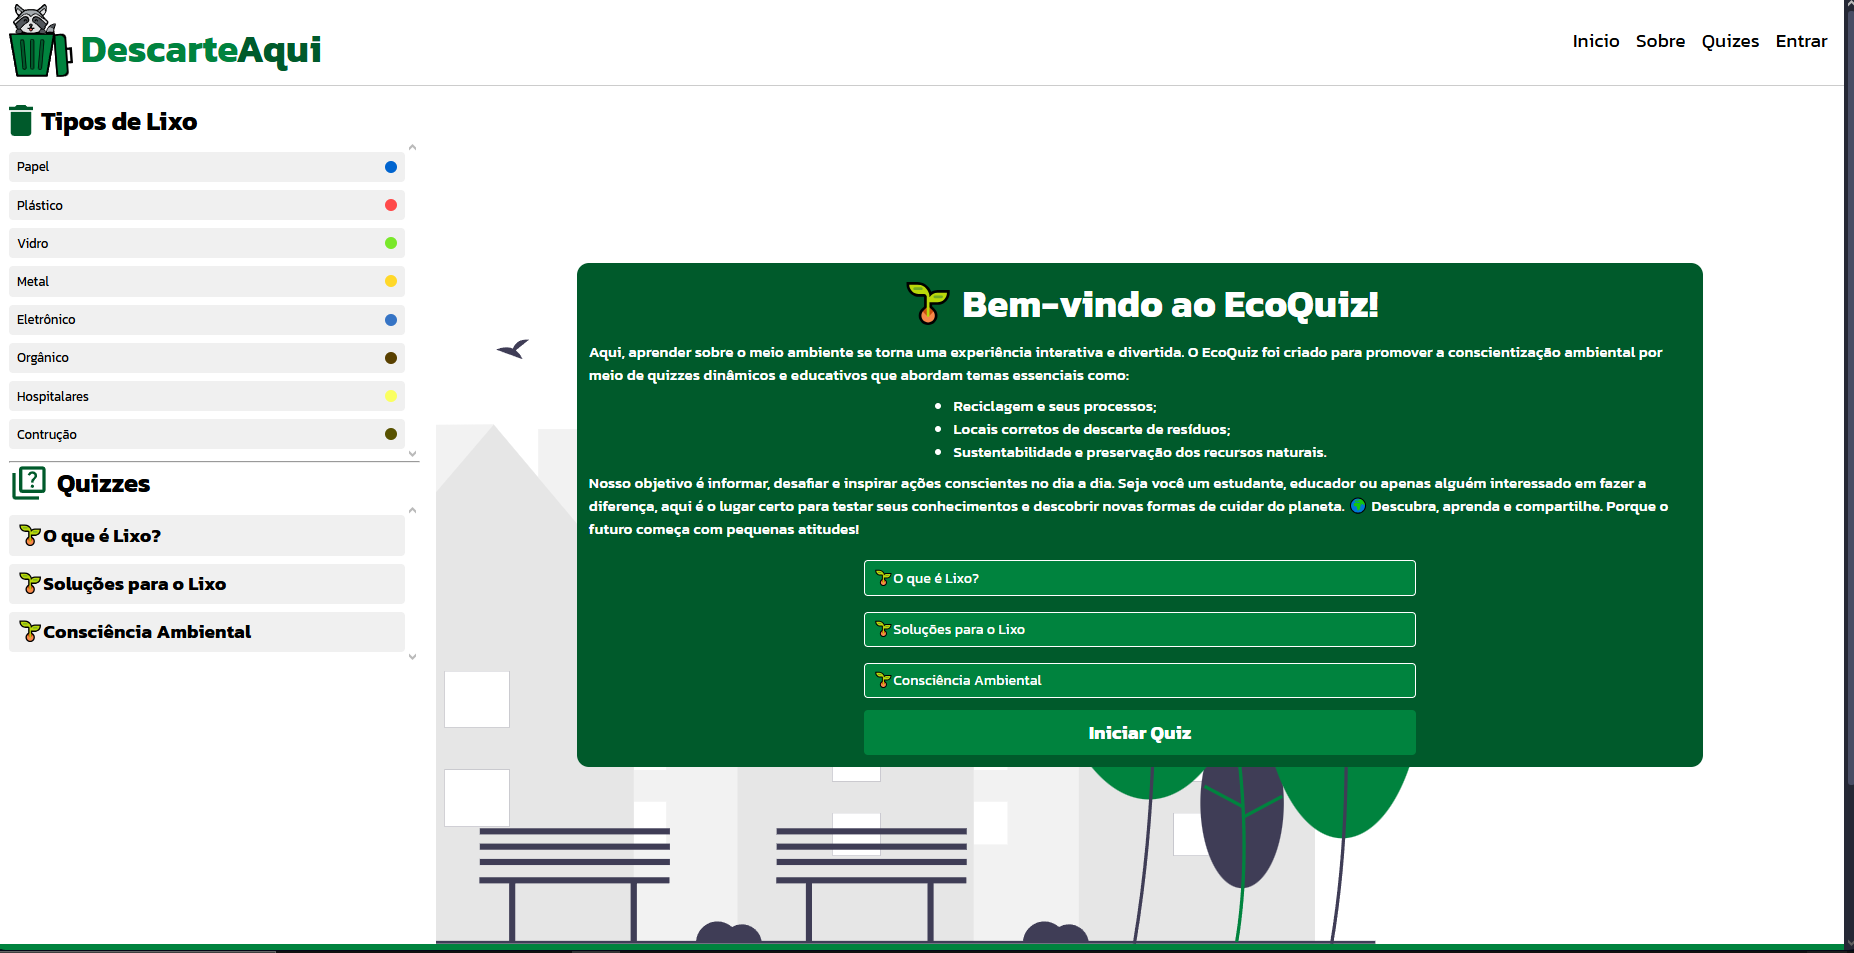 DescarteAqui
Inicio Sobre Quizes Entrar
Tipos de Lixo
Papel
Plástico
Vidro
Metal
Eletrônico
Orgânico
Hospitalares
Contrução
Quizzes
O que é Lixo?
Soluções para o Lixo
Consciência Ambiental
Bem-vindo ao EcoQuiz!
Aqui, aprender sobre o meio ambiente se torna uma experiência interativa e divertida. O EcoQuiz foi criado para promover a conscientização ambiental por
meio de quizzes dinâmicos e educativos que abordam temas essenciais como:
• Reciclagem e seus processos;
• Locais corretos de descarte de resíduos;
• Sustentabilidade e preservação dos recursos naturais.
Nosso objetivo é informar, desafiar e inspirar ações conscientes no dia a dia. Seja você um estudante, educador ou apenas alguém interessado em fazer a
diferença, aqui é o lugar certo para testar seus conhecimentos e descobrir novas formas de cuidar do planeta. 🌍 Descubra, aprenda e compartilhe. Porque o
futuro começa com pequenas atitudes!
O que é Lixo?
Soluções para o Lixo
Consciência Ambiental
Iniciar Quiz